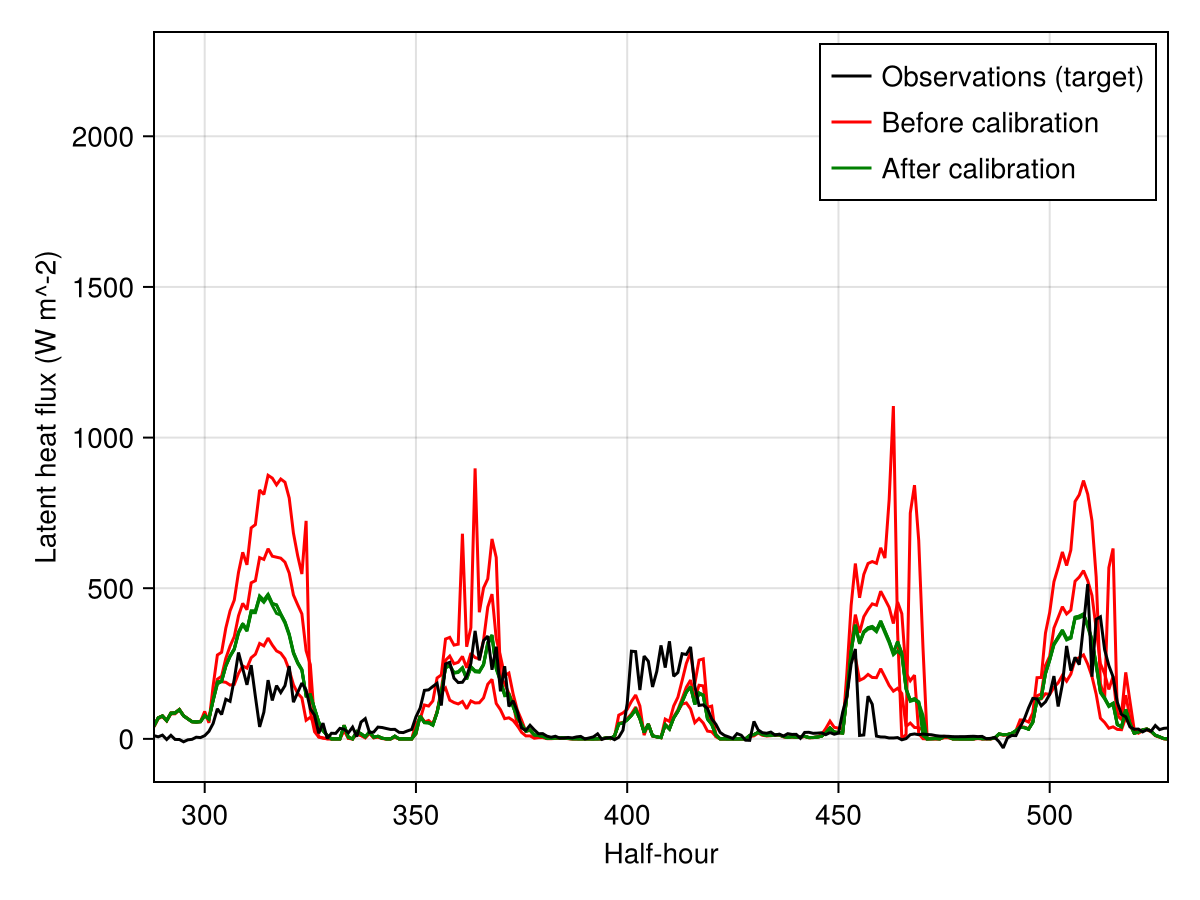 Observations (target)
Before calibration
After calibration
2000
1500
1000
500
0
Latent heat flux (W m^-2)
300 350 400 450 500
Half-hour